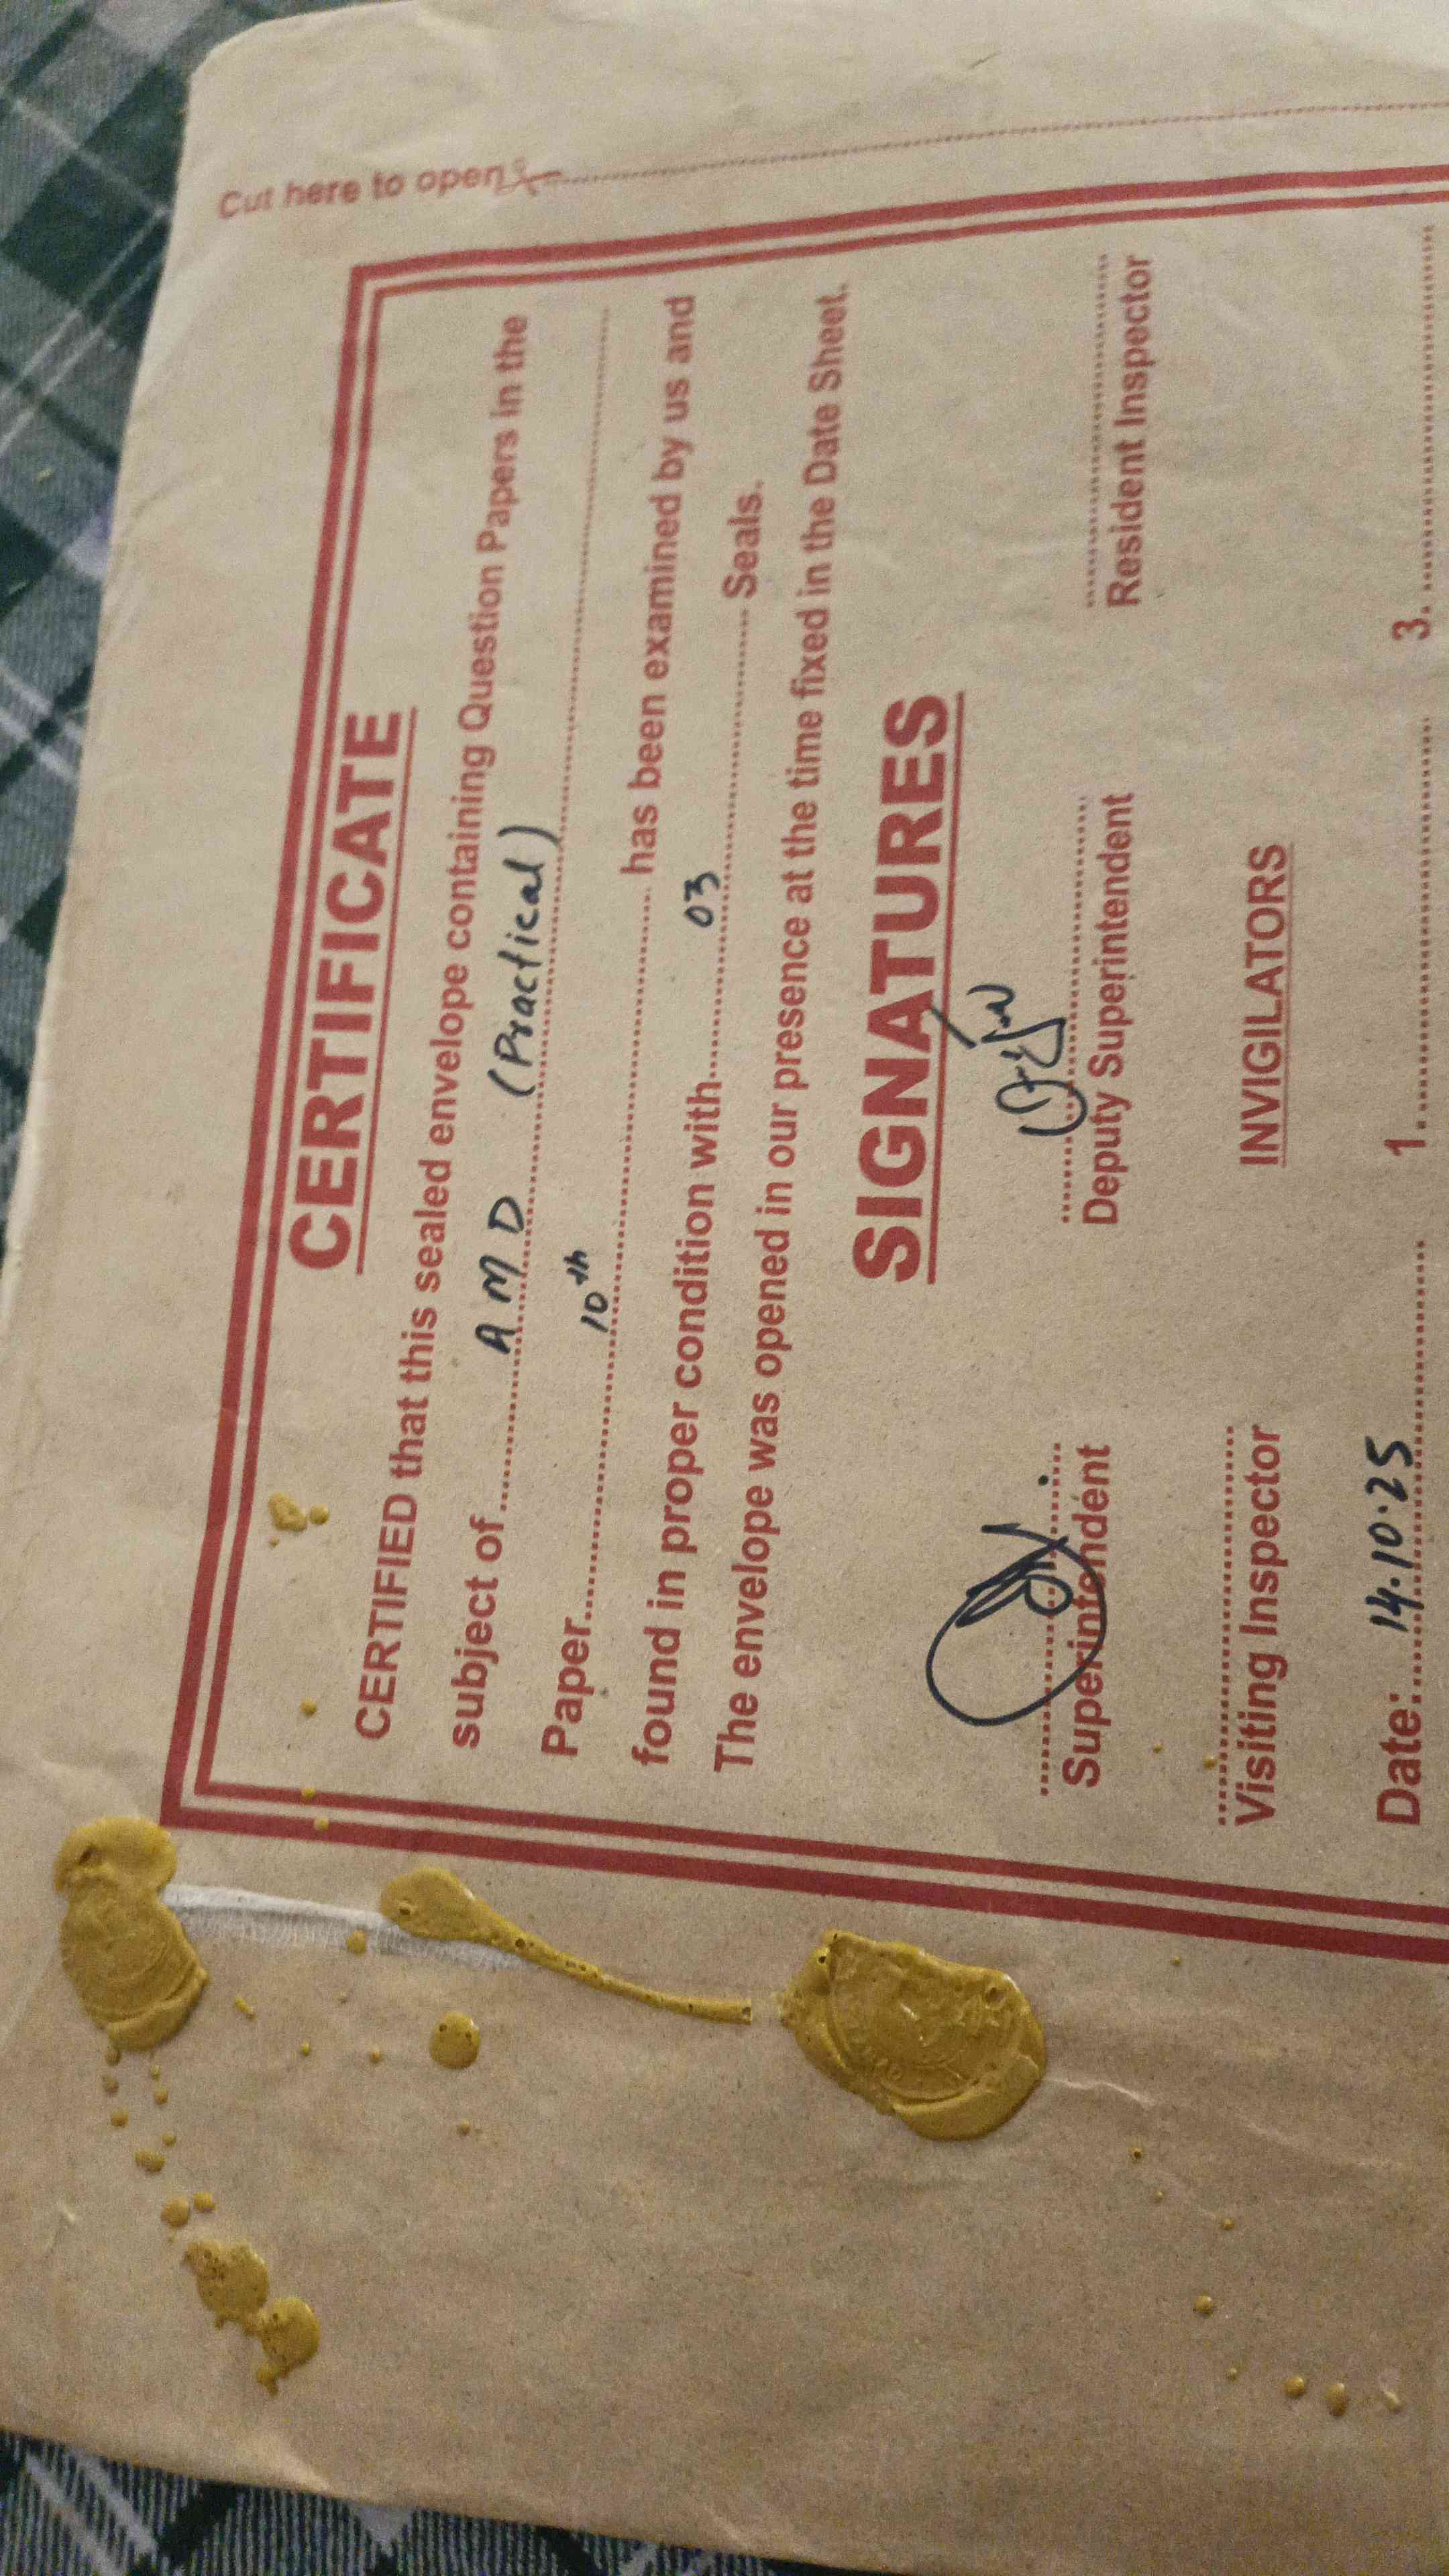 Cut here to open
CERTIFICATE
CERTIFIED that this sealed envelope containing Question Papers in the
subject of A M D (Practical)
Paper 10th has been examined by us and
found in proper condition with 03 Seals.
The envelope was opened in our presence at the time fixed in the Date Sheet.
SIGNATURES
Superintendent Deputy Superintendent Resident Inspector
Visiting Inspector INVIGILATORS
Date: 14.10.25 1 3.